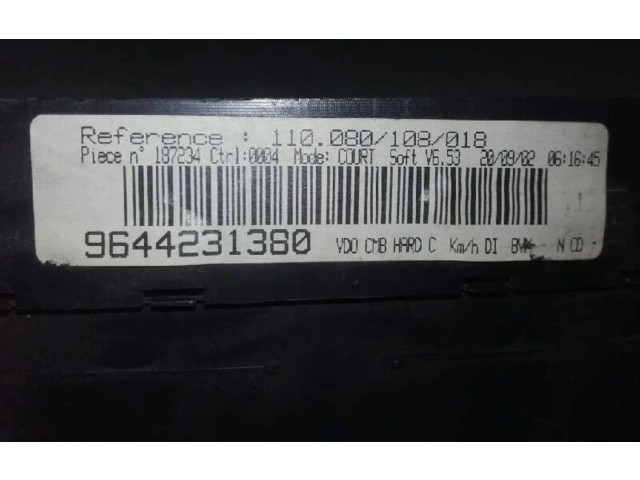 Reference : 110.080/108/018
Piece n° 187234 Ctrl:0004 Mode: COURT Soft V6.53 20/09/02 06:16:45
9644231380 VDO CMB HARD C Km/h DI N CD